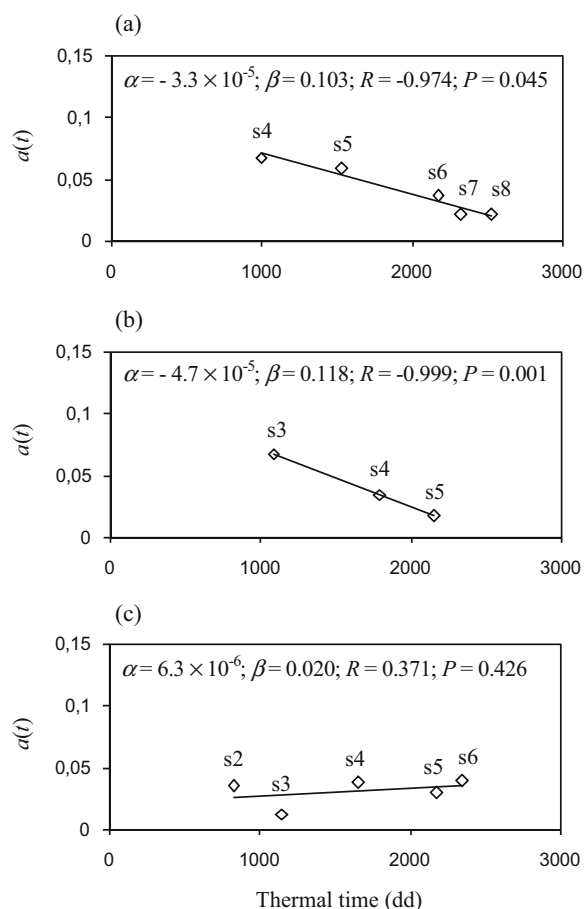 (a)
0,15
α = - 3.3 × 10⁻⁵; β = 0.103; R = -0.974; P = 0.045
0,1
s4
s5
a(t)
0,05
s6
s7 s8
0
0 1000 2000 3000
(b)
0,15
α = - 4.7 × 10⁻⁵; β = 0.118; R = -0.999; P = 0.001
0,1
s3
a(t)
0,05
s4
s5
0
0 1000 2000 3000
(c)
0,15
α = 6.3 × 10⁻⁶; β = 0.020; R = 0.371; P = 0.426
0,1
a(t)
0,05
s2
s3
s4
s5 s6
0
0 1000 2000 3000
Thermal time (dd)